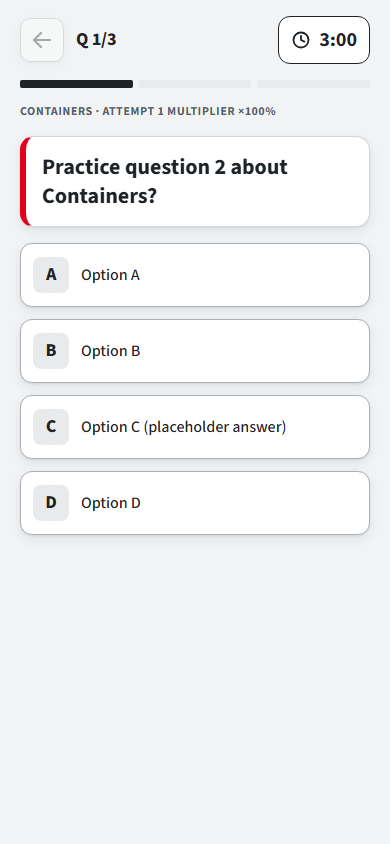 Q 1/3
3:00
CONTAINERS · ATTEMPT 1 MULTIPLIER ×100%
Practice question 2 about
Containers?
A Option A
B Option B
C Option C (placeholder answer)
D Option D